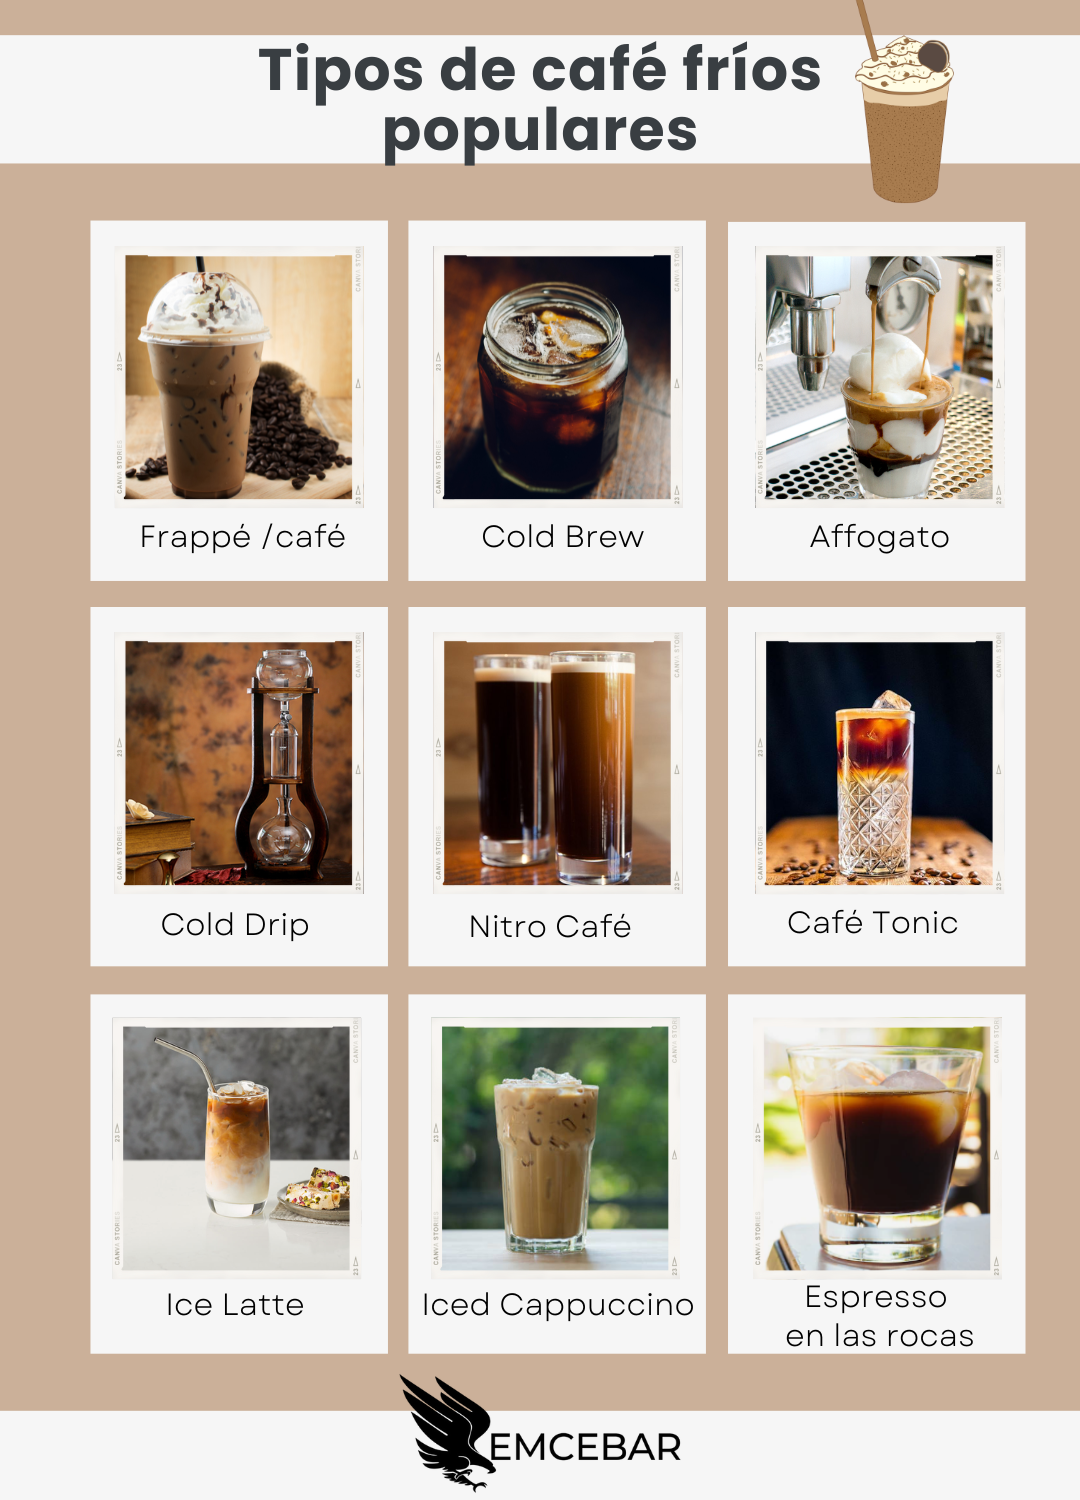 Tipos de café fríos
populares
Frappé /café
Cold Brew
Affogato
Cold Drip
Nitro Café
Café Tonic
Ice Latte
Iced Cappuccino
Espresso
en las rocas
EMCEBAR